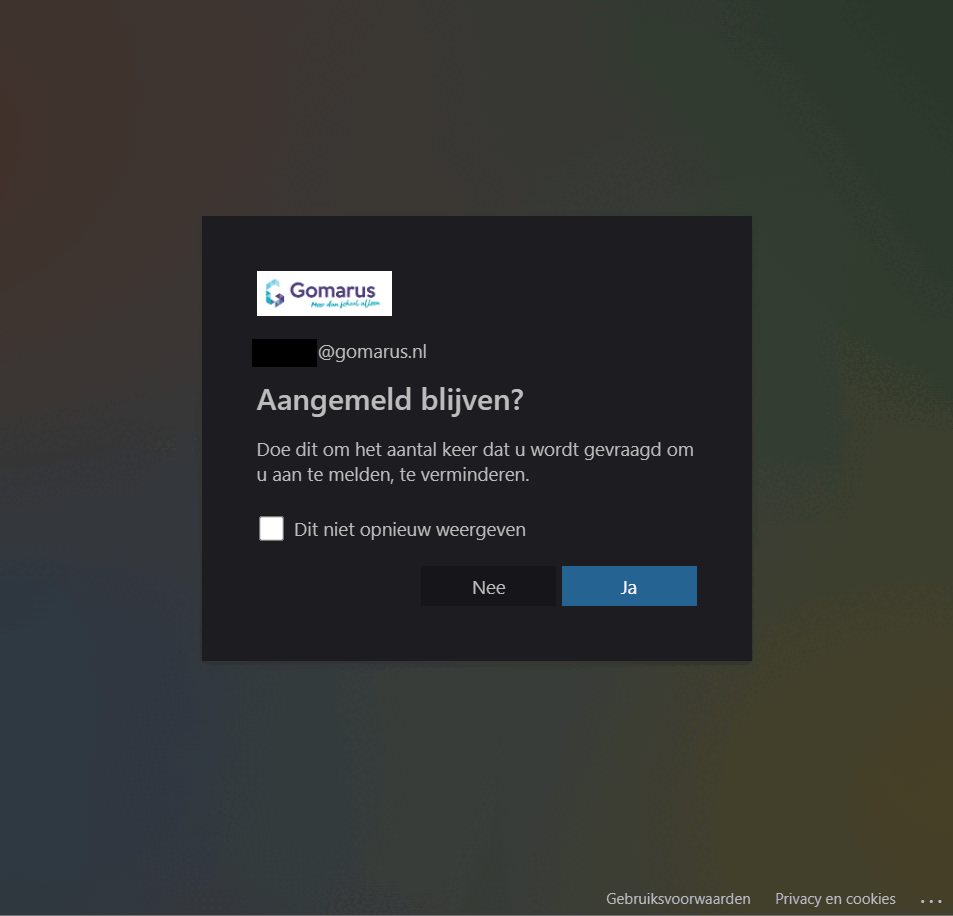 Gomarus
Meer dan school alleen
@gomarus.nl
Aangemeld blijven?
Doe dit om het aantal keer dat u wordt gevraagd om
u aan te melden, te verminderen.
Dit niet opnieuw weergeven
Nee
Ja
Gebruiksvoorwaarden
Privacy en cookies
...